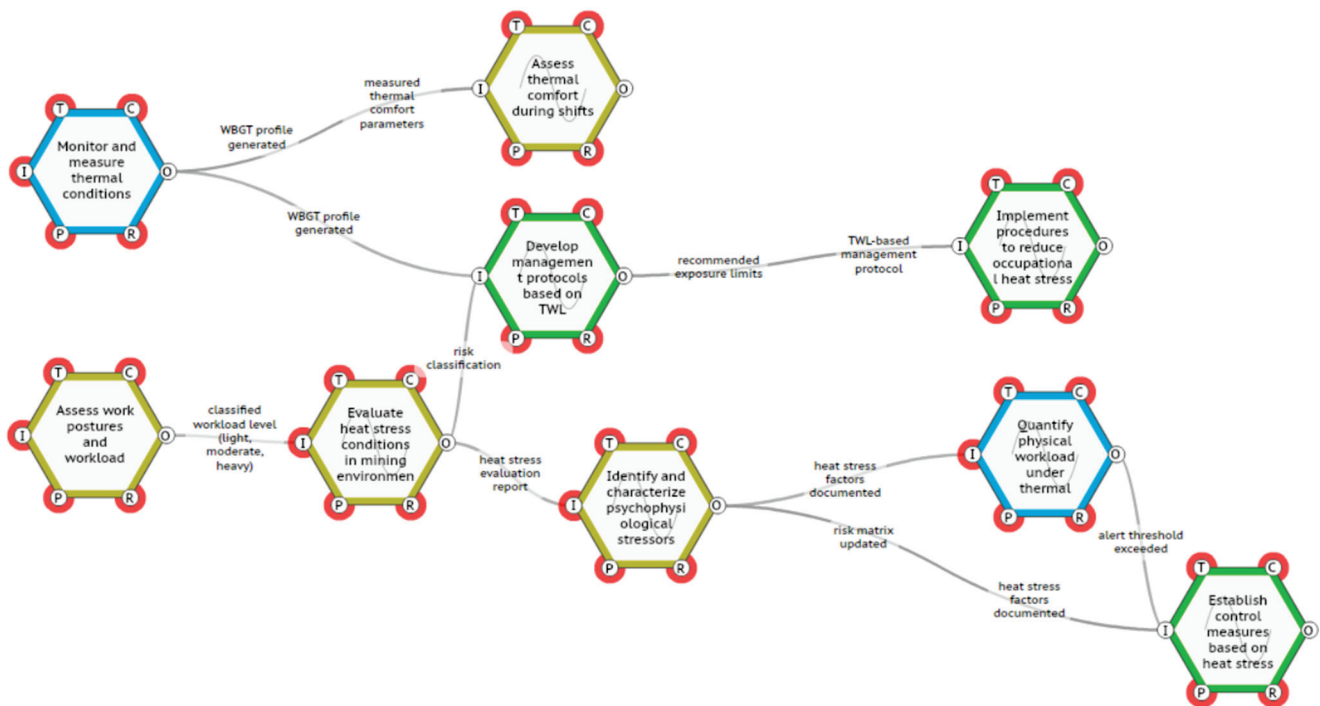 T
C
Monitor and
measure
thermal
conditions
I
O
P
R
WBGT profile
generated
measured
thermal
comfort
parameters
T
C
Assess
thermal
comfort
during shifts
I
O
P
R
WBGT profile
generated
T
C
Develop
managemen
t protocols
based on
TWL
I
O
P
R
recommended
exposure limits
TWL-based
management
protocol
T
C
Implement
procedures
to reduce
occupationa
l heat stress
I
O
P
R
risk
classification
T
C
Assess work
postures
and
workload
I
O
P
R
classified
workload level
(light,
moderate,
heavy)
T
C
Evaluate
heat stress
conditions
in mining
environmen
I
O
P
R
heat stress
evaluation
report
T
C
Identify and
characterize
psychophysi
ological
stressors
I
O
P
R
heat stress
factors
documented
risk matrix
updated
T
C
Quantify
physical
workload
under
thermal
I
O
P
R
alert threshold
exceeded
heat stress
factors
documented
T
C
Establish
control
measures
based on
heat stress
I
O
P
R